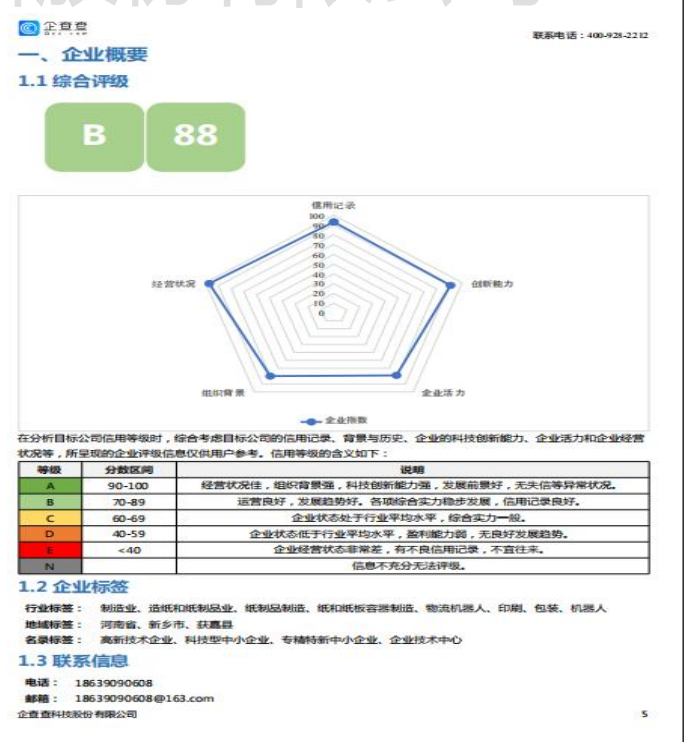 企查查
联系电话：400-928-2212
一、企业概要
1.1 综合评级
B 88
信用记录
100
90
80
70
60
50
40
30
20
10
0
经营状况
创新能力
组织背景
企业活力
企业指数
在分析目标公司信用等级时，综合考虑目标公司的信用记录、背景与历史、企业的科技创新能力、企业活力和企业经营
状况等，所呈现的企业评级信息仅供用户参考。信用等级的含义如下：
等级 分数区间 说明
A 90-100 经营状况佳，组织背景强，科技创新能力强，发展前景好，无失信等异常状况。
B 70-89 运营良好，发展趋势好。各项综合实力稳步发展，信用记录良好。
C 60-69 企业状态处于行业平均水平，综合实力一般。
D 40-59 企业状态低于行业平均水平，盈利能力弱，无良好发展趋势。
E <40 企业经营状态非常差，有不良信用记录，不宜往来。
N 信息不充分无法评级。
1.2 企业标签
行业标签： 制造业、造纸和纸制品业、纸制品制造、纸和纸板容器制造、物流机器人、印刷、包装、机器人
地域标签： 河南省、新乡市、获嘉县
名录标签： 高新技术企业、科技型中小企业、专精特新中小企业、企业技术中心
1.3 联系信息
电话： 18639090608
邮箱： 18639090608@163.com
企查查科技股份有限公司
5